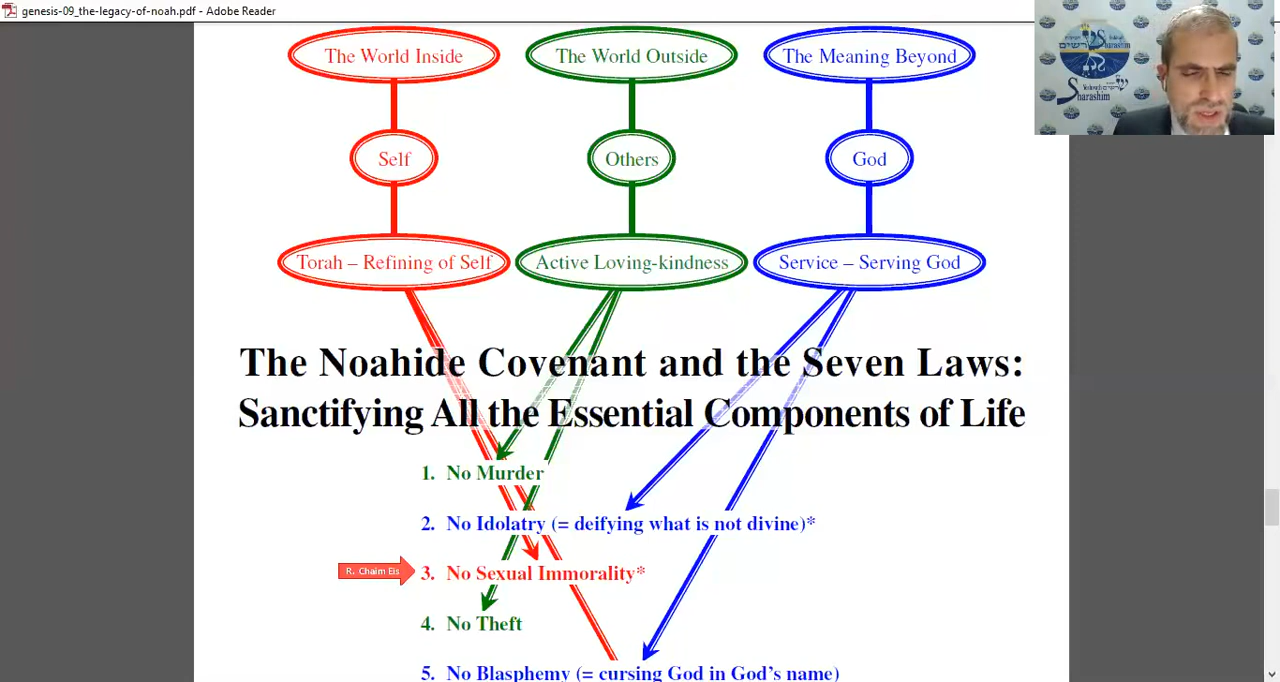 genesis-09_the-legacy-of-noah.pdf - Adobe Reader
The World Inside
The World Outside
The Meaning Beyond
Self
Others
God
Torah – Refining of Self
Active Loving-kindness
Service – Serving God
The Noahide Covenant and the Seven Laws:
Sanctifying All the Essential Components of Life
1. No Murder
2. No Idolatry (= deifying what is not divine)*
R. Chaim Eis
3. No Sexual Immorality*
4. No Theft
5. No Blasphemy (= cursing God in God's name)
Sharashim